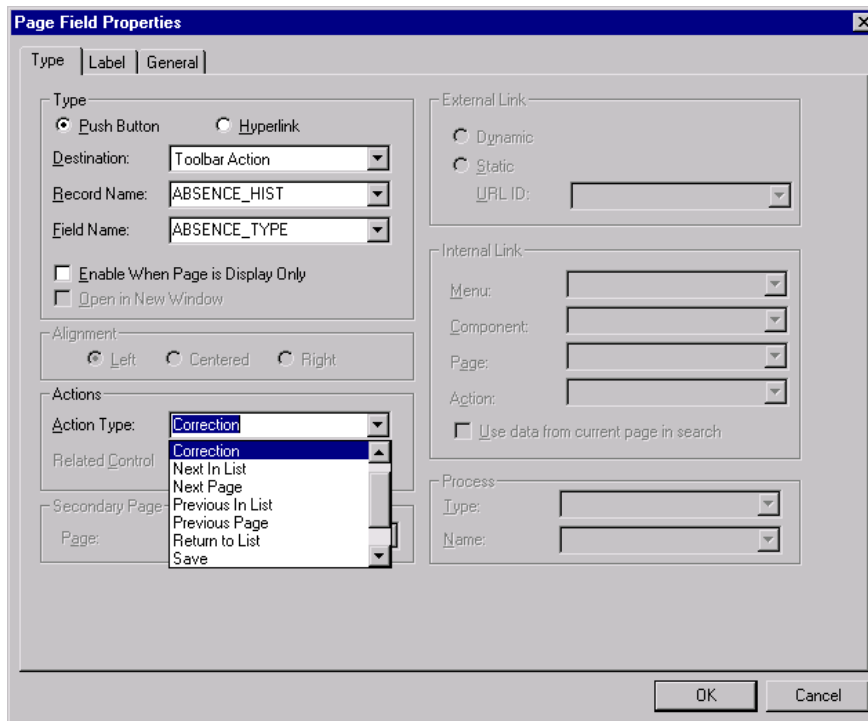 Page Field Properties
Type
Label
General
Type
Push Button
Hyperlink
Destination:
Toolbar Action
Record Name:
ABSENCE_HIST
Field Name:
ABSENCE_TYPE
Enable When Page is Display Only
Open in New Window
Alignment
Left
Centered
Right
Actions
Action Type:
Correction
Related Control
Correction
Next In List
Next Page
Previous In List
Previous Page
Return to List
Save
Secondary Page
Page:
External Link
Dynamic
Static
URL ID:
Internal Link
Menu:
Component:
Page:
Action:
Use data from current page in search
Process
Type:
Name:
OK
Cancel